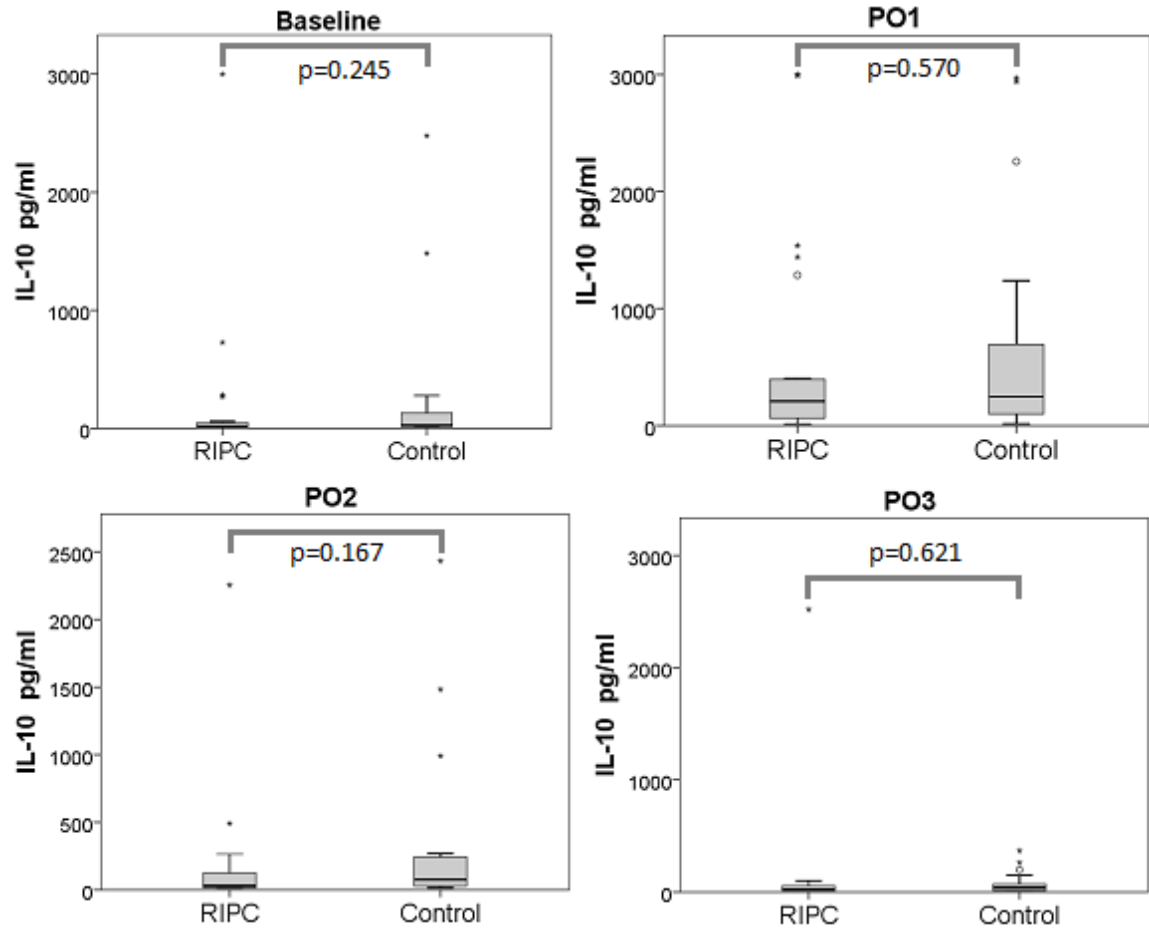 Baseline
p=0.245
3000
2000
1000
0
IL-10 pg/ml
RIPC Control
PO1
p=0.570
3000
2000
1000
0
IL-10 pg/ml
RIPC Control
PO2
p=0.167
2500
2000
1500
1000
500
0
IL-10 pg/ml
RIPC Control
PO3
p=0.621
3000
2000
1000
0
IL-10 pg/ml
RIPC Control